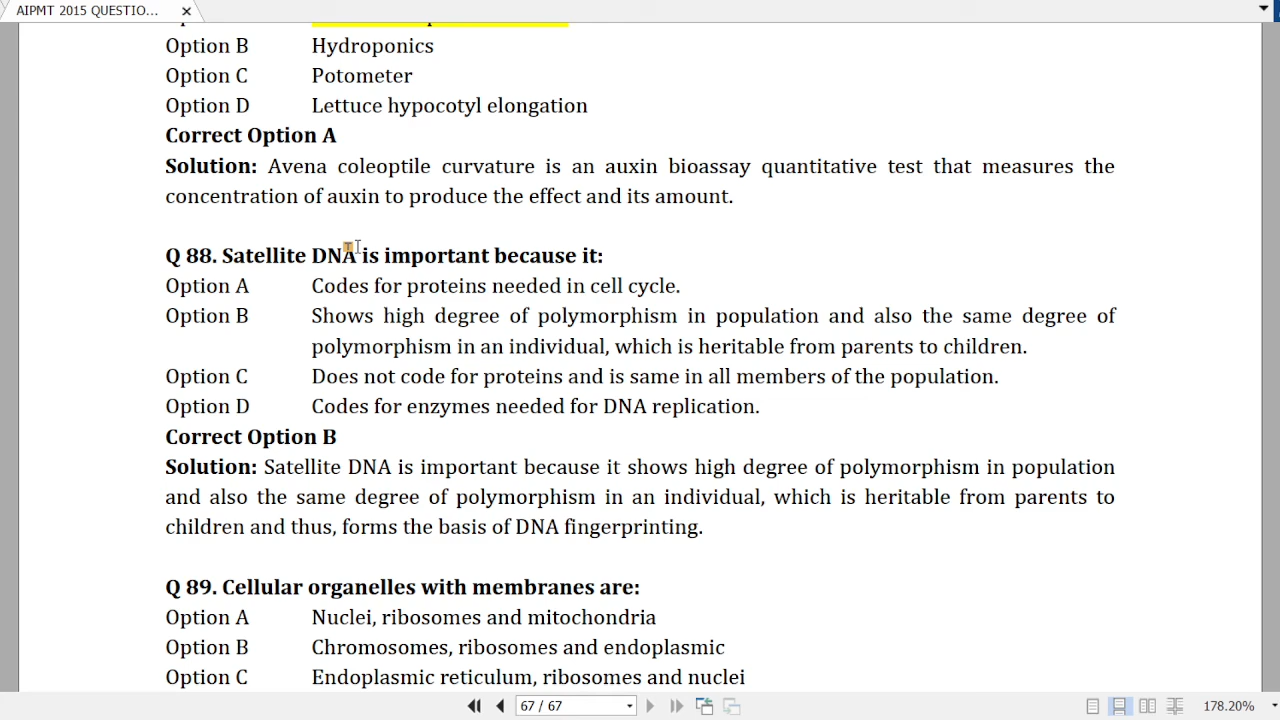 AIPMT 2015 QUESTIO...
Option B Hydroponics
Option C Potometer
Option D Lettuce hypocotyl elongation
Correct Option A
Solution: Avena coleoptile curvature is an auxin bioassay quantitative test that measures the
concentration of auxin to produce the effect and its amount.
Q 88. Satellite DNA is important because it:
Option A Codes for proteins needed in cell cycle.
Option B Shows high degree of polymorphism in population and also the same degree of
polymorphism in an individual, which is heritable from parents to children.
Option C Does not code for proteins and is same in all members of the population.
Option D Codes for enzymes needed for DNA replication.
Correct Option B
Solution: Satellite DNA is important because it shows high degree of polymorphism in population
and also the same degree of polymorphism in an individual, which is heritable from parents to
children and thus, forms the basis of DNA fingerprinting.
Q 89. Cellular organelles with membranes are:
Option A Nuclei, ribosomes and mitochondria
Option B Chromosomes, ribosomes and endoplasmic
Option C Endoplasmic reticulum, ribosomes and nuclei
67 / 67 178.20%